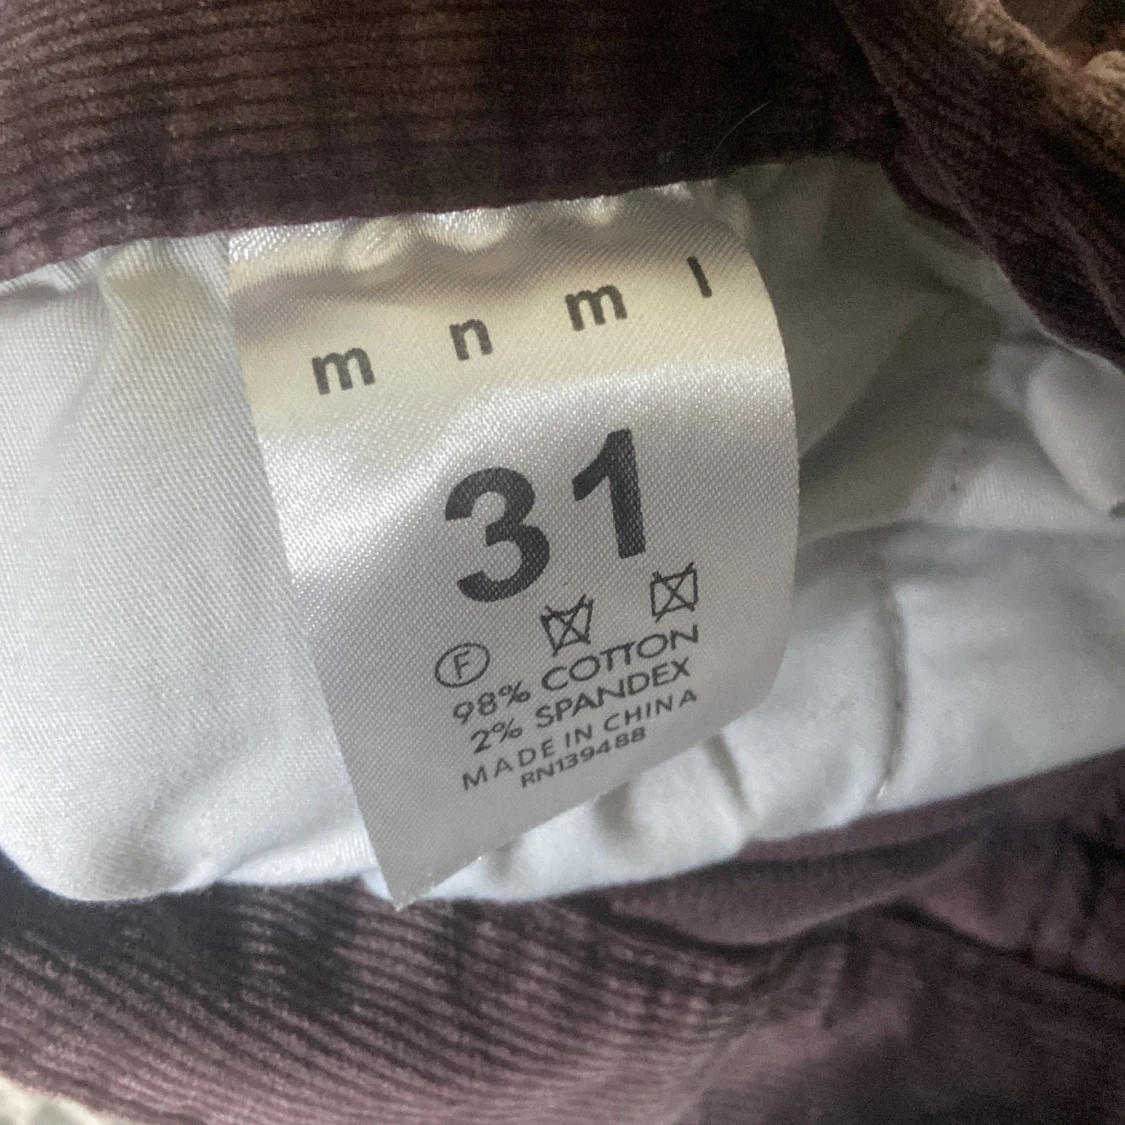 m n m l
31
F
98% COTTON
2% SPANDEX
MADE IN CHINA
RN139488